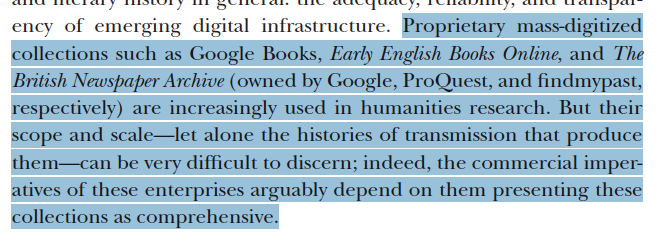 and literary history in general: the adequacy, reliability, and transpar-
ency of emerging digital infrastructure. Proprietary mass-digitized
collections such as Google Books, Early English Books Online, and The
British Newspaper Archive (owned by Google, ProQuest, and findmypast,
respectively) are increasingly used in humanities research. But their
scope and scale—let alone the histories of transmission that produce
them—can be very difficult to discern; indeed, the commercial imper-
atives of these enterprises arguably depend on them presenting these
collections as comprehensive.